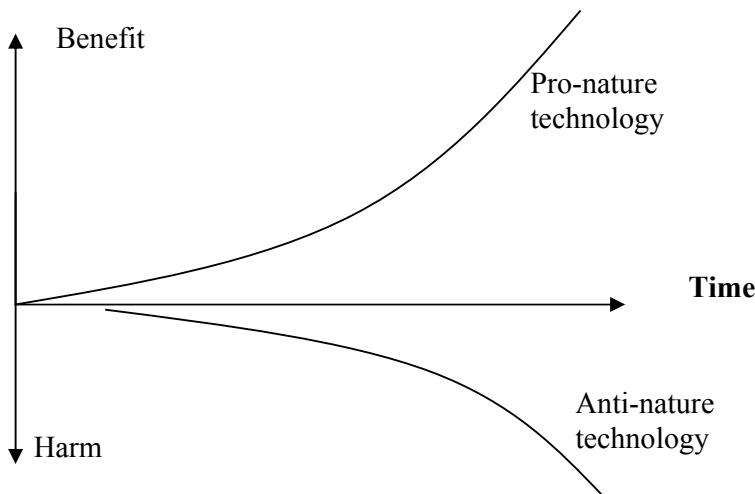 Benefit
Pro-nature
technology
Time
Anti-nature
technology
Harm